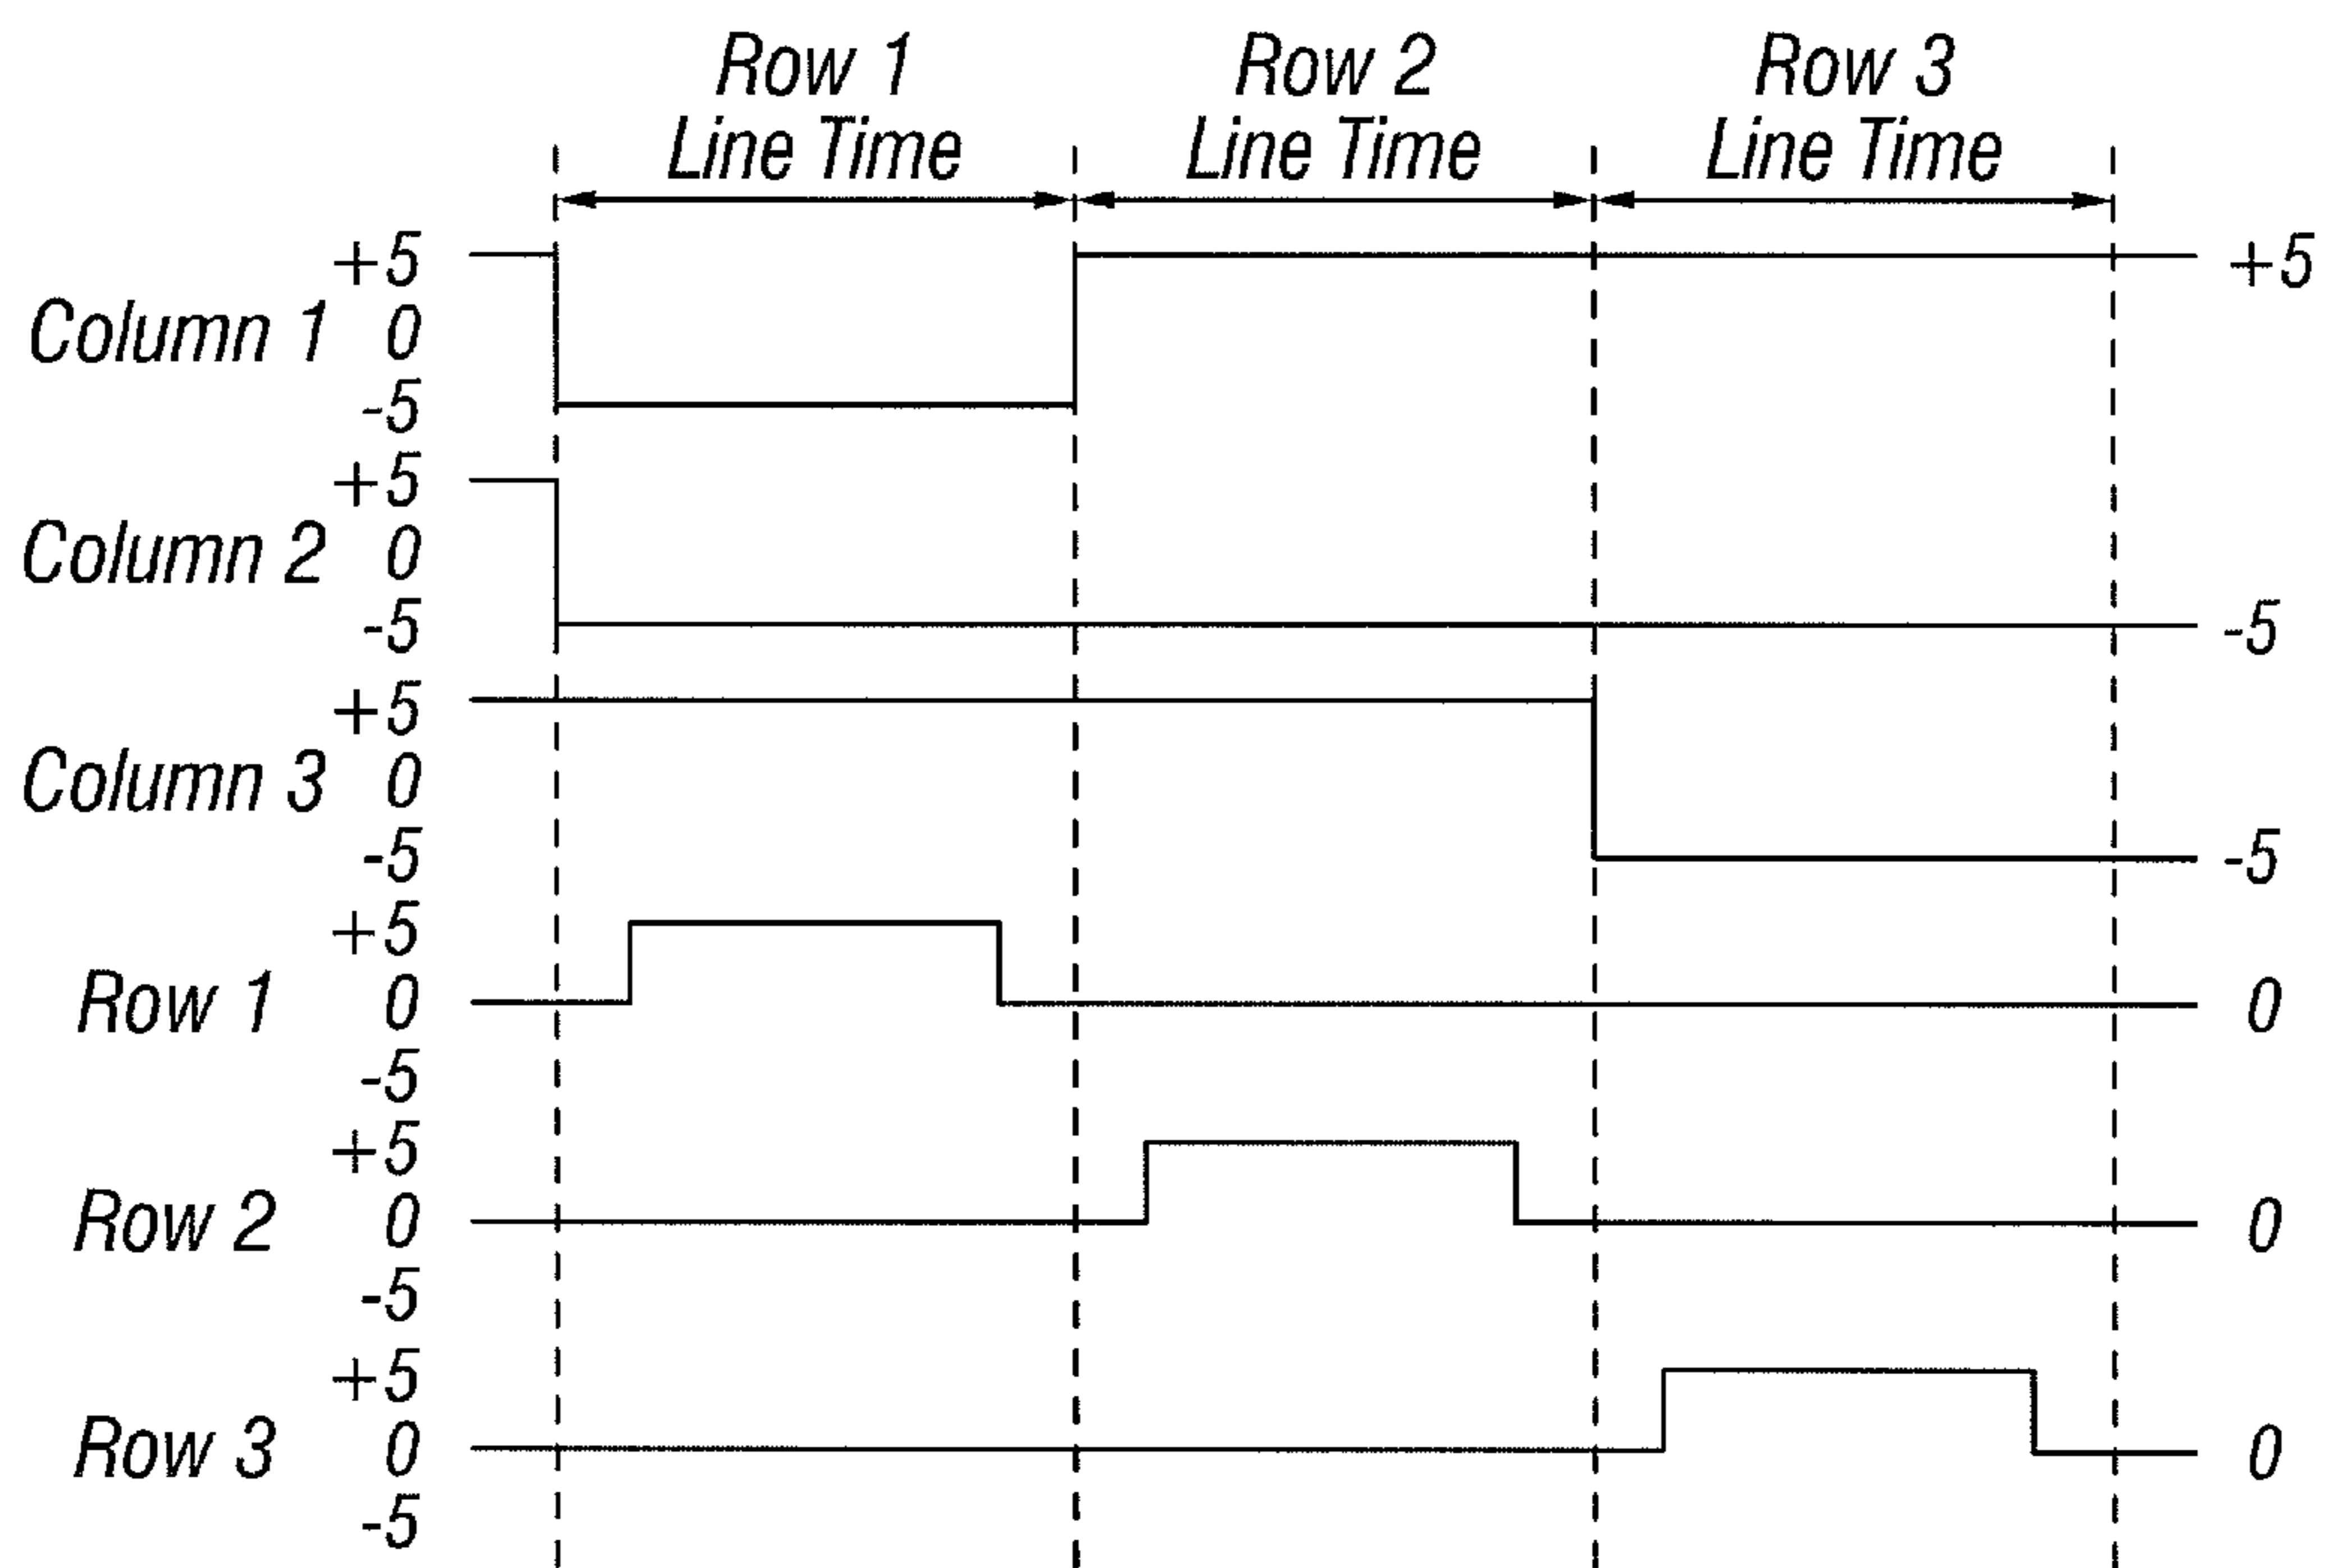 Row 1 Row 2 Row 3
Line Time Line Time Line Time
+5 +5
Column 1 0
-5
+5
Column 2 0
-5 -5
+5
Column 3 0
-5 -5
+5
Row 1 0 0
-5
+5
Row 2 0 0
-5
+5
Row 3 0 0
-5